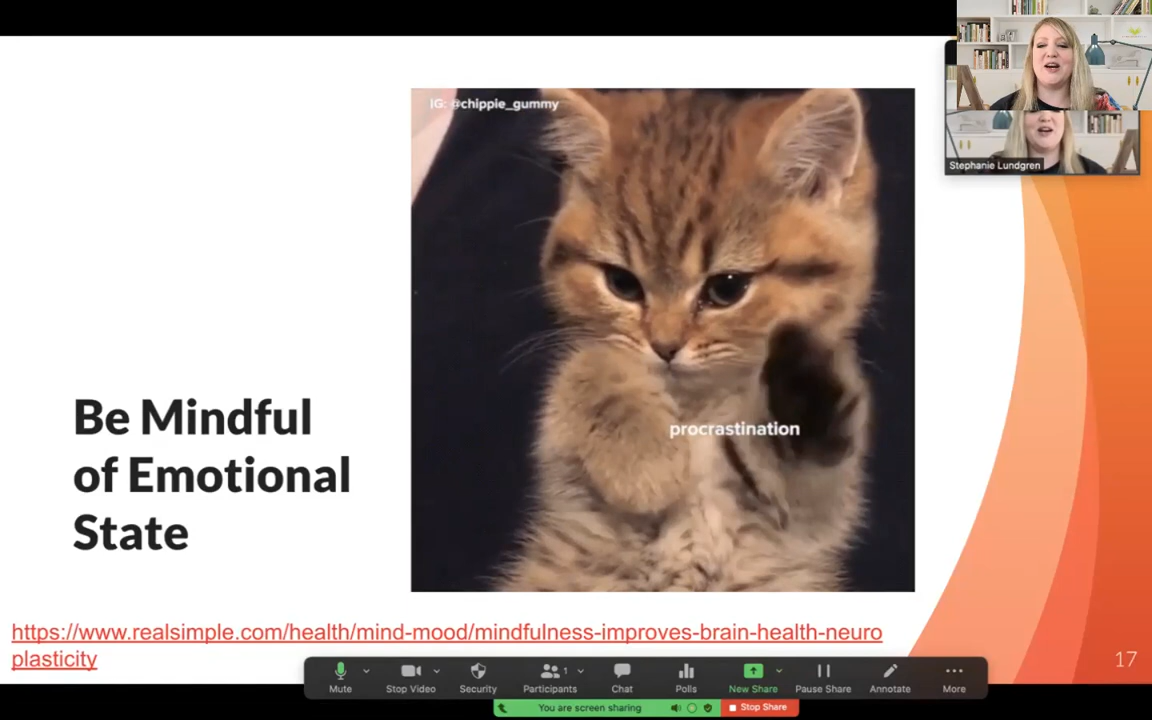 IG: @chippie_gummy
Stephanie Lundgren
procrastination
Be Mindful
of Emotional
State
https://www.realsimple.com/health/mind-mood/mindfulness-improves-brain-health-neuro
plasticity
17
1
Mute
Stop Video
Security
Participants
Chat
Polls
New Share
Pause Share
Annotate
More
You are screen sharing
Stop Share